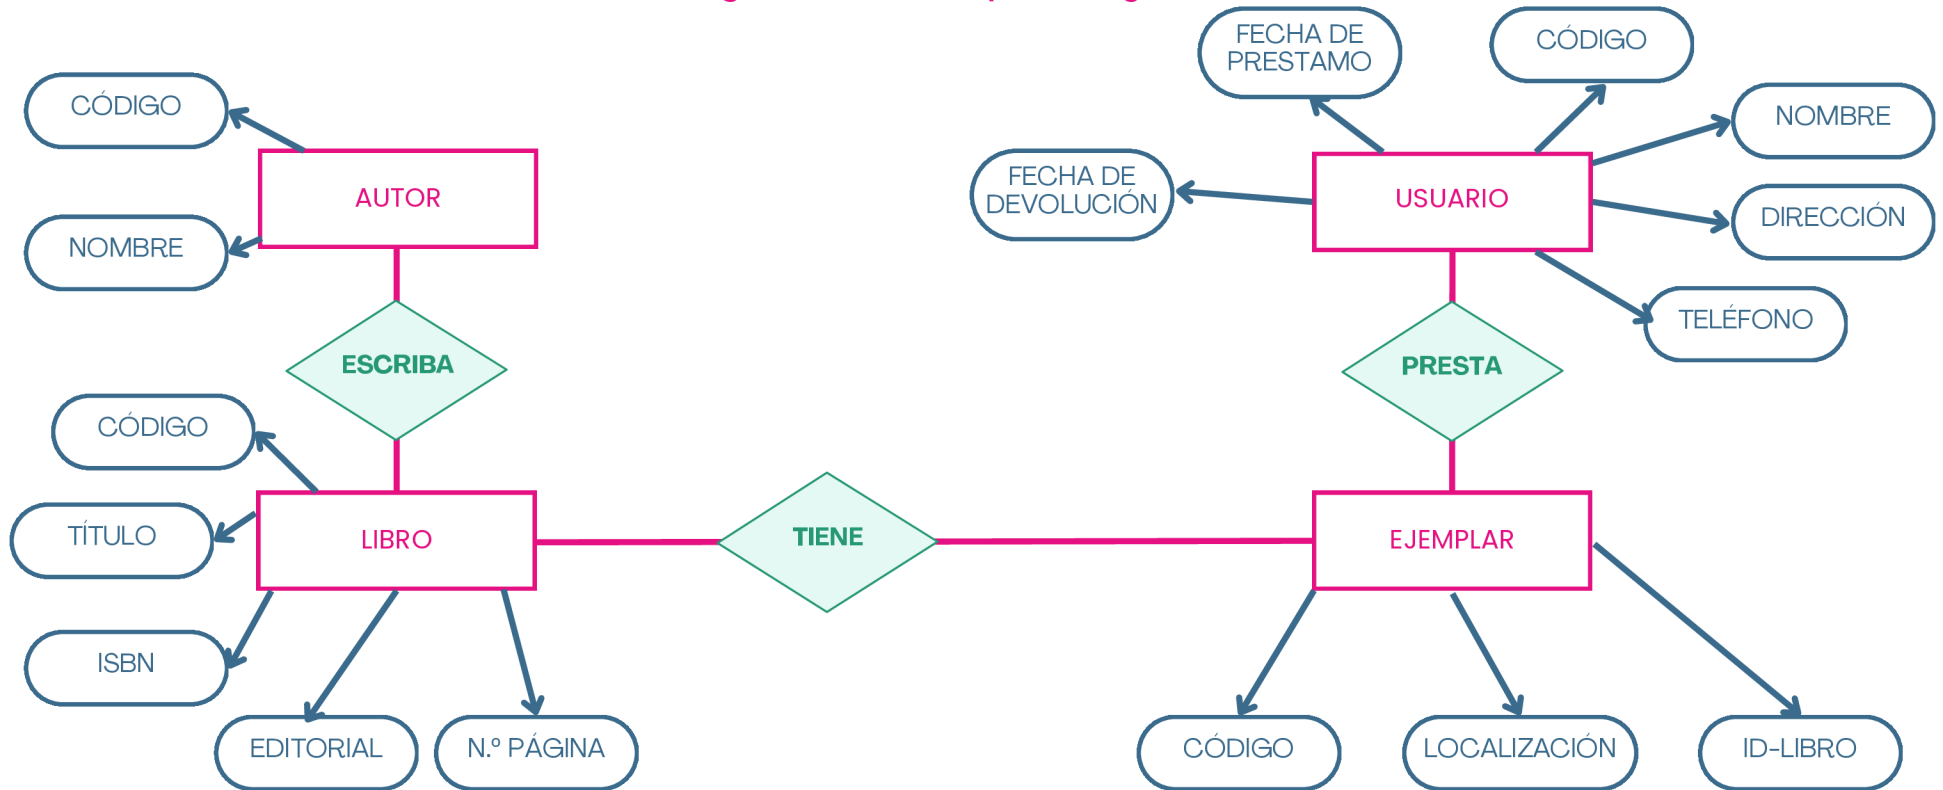 FECHA DE
PRESTAMO
CÓDIGO
CÓDIGO
NOMBRE
AUTOR
FECHA DE
DEVOLUCIÓN
USUARIO
DIRECCIÓN
NOMBRE
TELÉFONO
ESCRIBA
PRESTA
CÓDIGO
TÍTULO
LIBRO
TIENE
EJEMPLAR
ISBN
EDITORIAL
N.º PÁGINA
CÓDIGO
LOCALIZACIÓN
ID-LIBRO